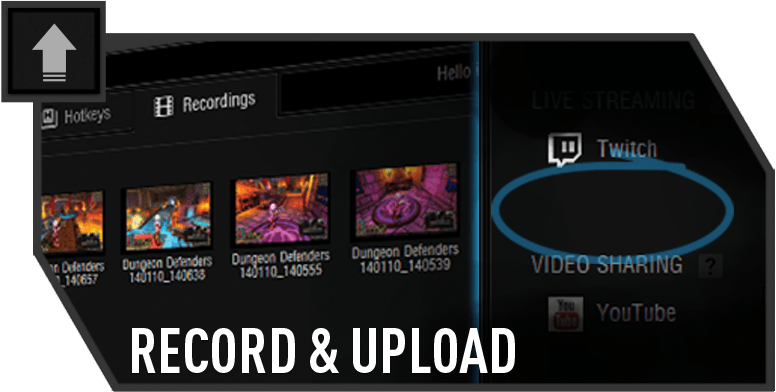 Hello
LIVE STREAMING
Hotkeys
Recordings
Twitch
VIDEO SHARING ?
You Tube YouTube
Dungeon Defenders
_140657
Dungeon Defenders
140110_140638
Dungeon Defenders
140110_140555
Dungeon Defenders
140110_140539
RECORD & UPLOAD